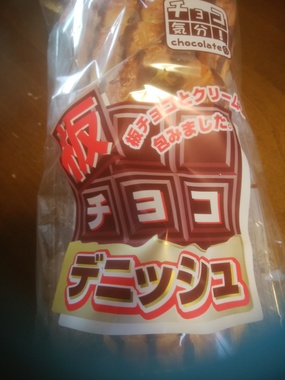 チョコ
気分!
chocolate
板チョコとクリーム
包みました。
板
チョコ
デニッシュ